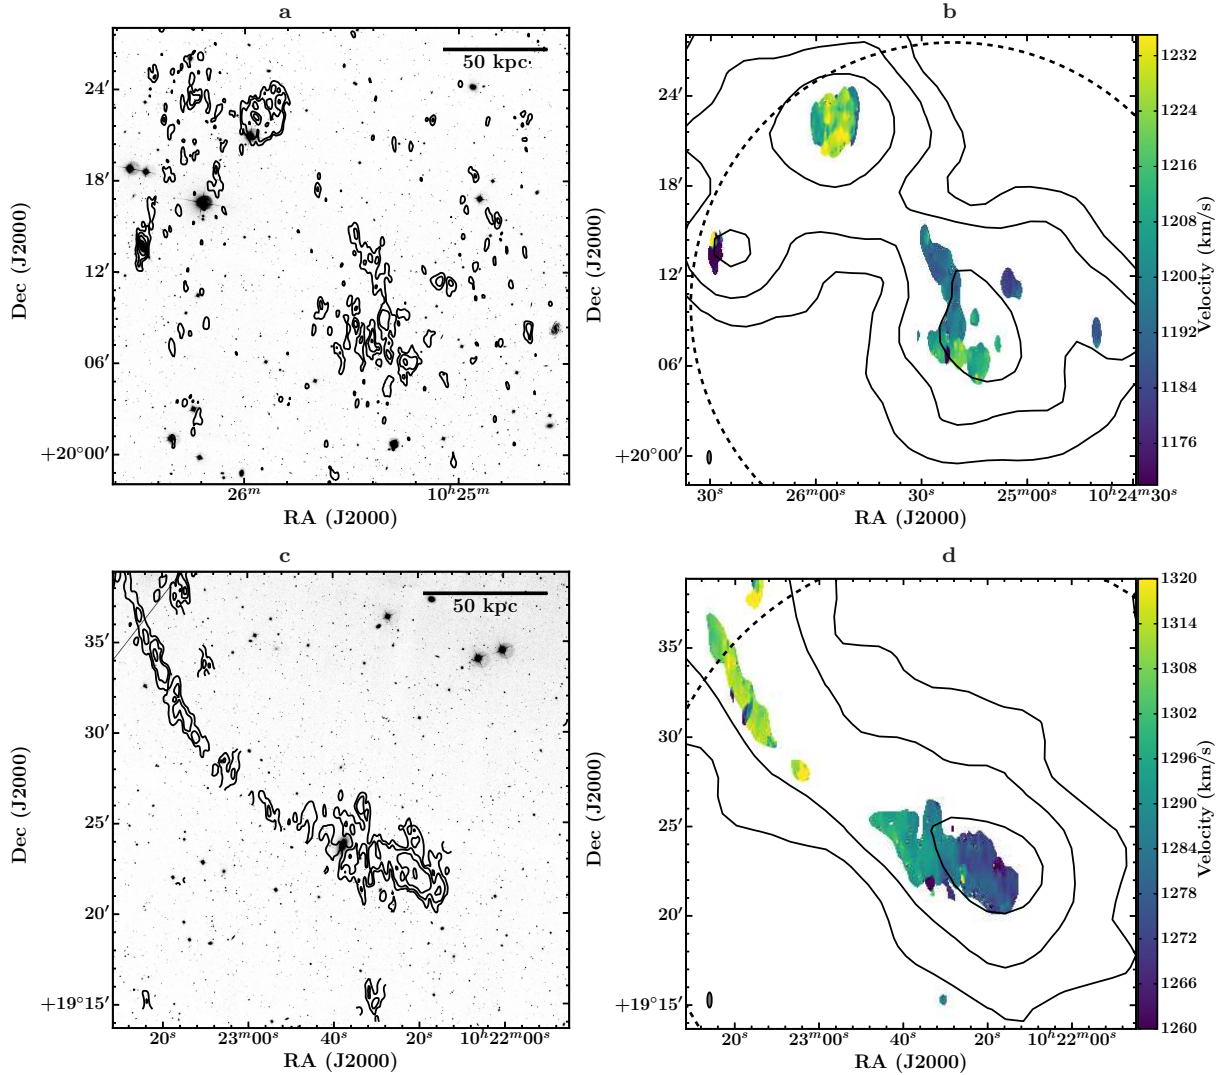 a
50 kpc
24′
18′
12′
06′
+20°00′
Dec (J2000)
26ᵐ
10ʰ25ᵐ
RA (J2000)
b
24′
18′
12′
06′
+20°00′
Dec (J2000)
30ˢ
26ᵐ00ˢ
30ˢ
25ᵐ00ˢ
10ʰ24ᵐ30ˢ
RA (J2000)
1232
1224
1216
1208
1200
1192
1184
1176
Velocity (km/s)
c
50 kpc
35′
30′
25′
20′
+19°15′
Dec (J2000)
20ˢ
23ᵐ00ˢ
40ˢ
20ˢ
10ʰ22ᵐ00ˢ
RA (J2000)
d
35′
30′
25′
20′
+19°15′
Dec (J2000)
20ˢ
23ᵐ00ˢ
40ˢ
20ˢ
10ʰ22ᵐ00ˢ
RA (J2000)
1320
1314
1308
1302
1296
1290
1284
1278
1272
1266
1260
Velocity (km/s)